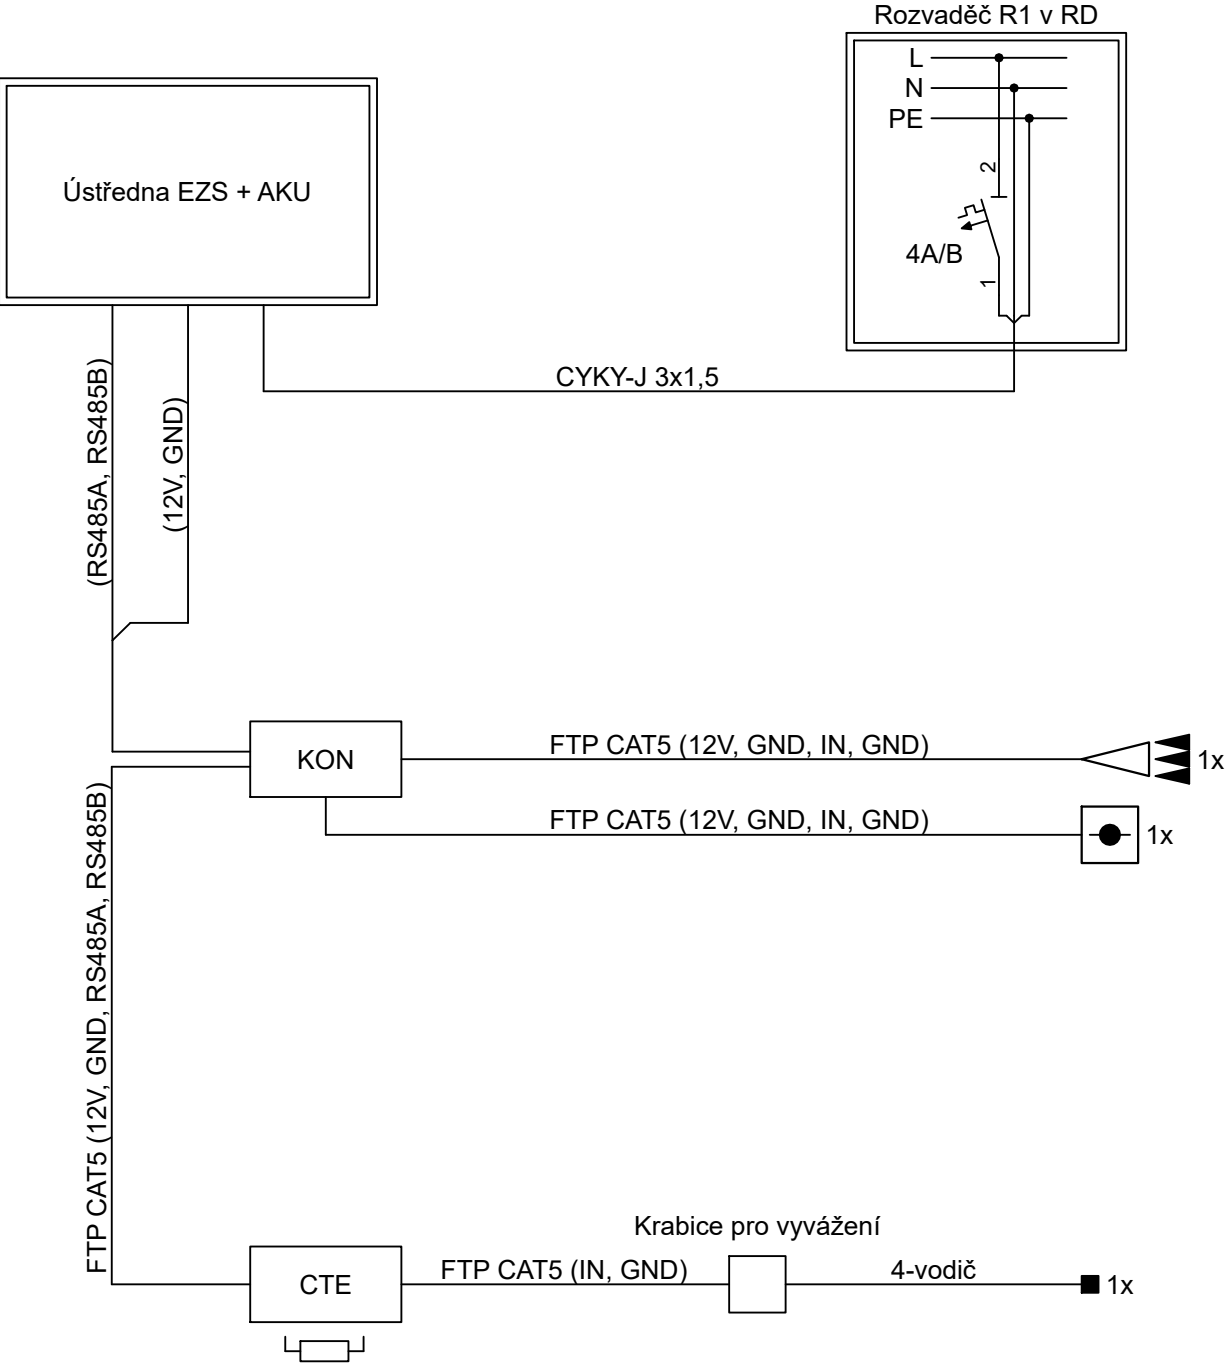 Rozvaděč R1 v RD
L
N
PE
2
4A/B
1
Ústředna EZS + AKU
CYKY-J 3x1,5
(RS485A, RS485B)
(12V, GND)
KON
FTP CAT5 (12V, GND, IN, GND)
1x
FTP CAT5 (12V, GND, IN, GND)
1x
FTP CAT5 (12V, GND, RS485A, RS485B)
Krabice pro vyvážení
CTE
FTP CAT5 (IN, GND)
4-vodič
1x